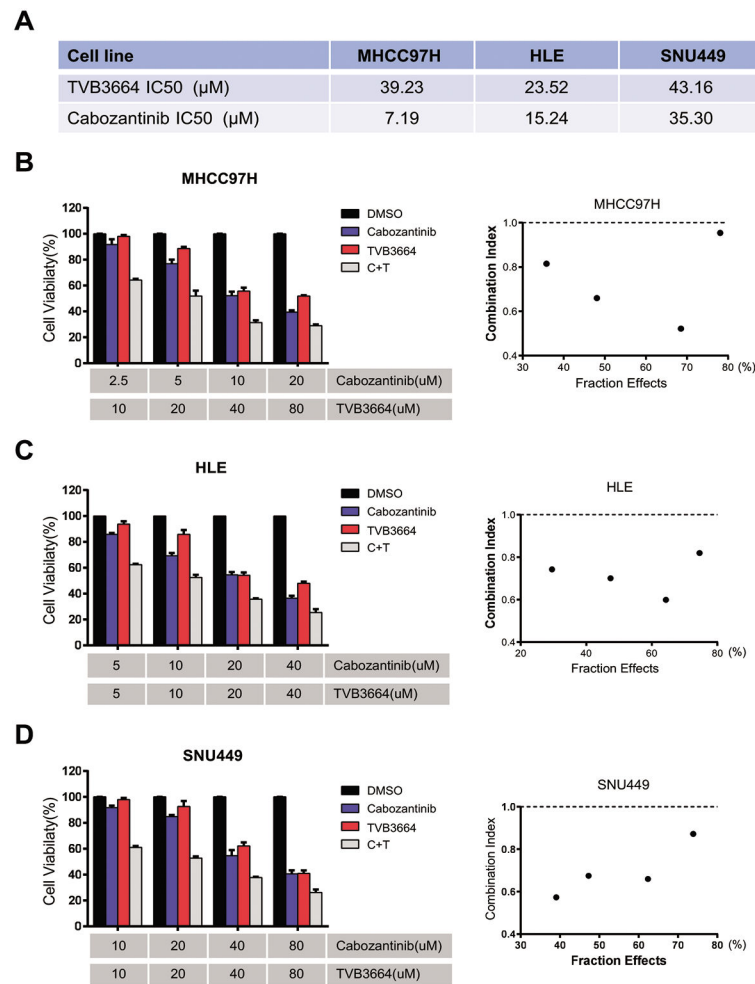 A
Cell line MHCC97H HLE SNU449
TVB3664 IC50 (µM) 39.23 23.52 43.16
Cabozantinib IC50 (µM) 7.19 15.24 35.30
B
MHCC97H
Cell Viabilaty(%)
120
100
80
60
40
20
0
DMSO
Cabozantinib
TVB3664
C+T
2.5 5 10 20 Cabozantinib(uM)
10 20 40 80 TVB3664(uM)
MHCC97H
Combination Index
1.0
0.8
0.6
0.4
30 40 50 60 70 80 (%)
Fraction Effects
C
HLE
Cell Viabilaty(%)
120
100
80
60
40
20
0
DMSO
Cabozantinib
TVB3664
C+T
5 10 20 40 Cabozantinib(uM)
5 10 20 40 TVB3664(uM)
HLE
Combination Index
1.0
0.8
0.6
0.4
20 40 60 80 (%)
Fraction Effects
D
SNU449
Cell Viability(%)
120
100
80
60
40
20
0
DMSO
Cabozantinib
TVB3664
C+T
10 20 40 80 Cabozantinib(uM)
10 20 40 80 TVB3664(uM)
SNU449
Combination Index
1.0
0.8
0.6
0.4
30 40 50 60 70 80 (%)
Fraction Effects